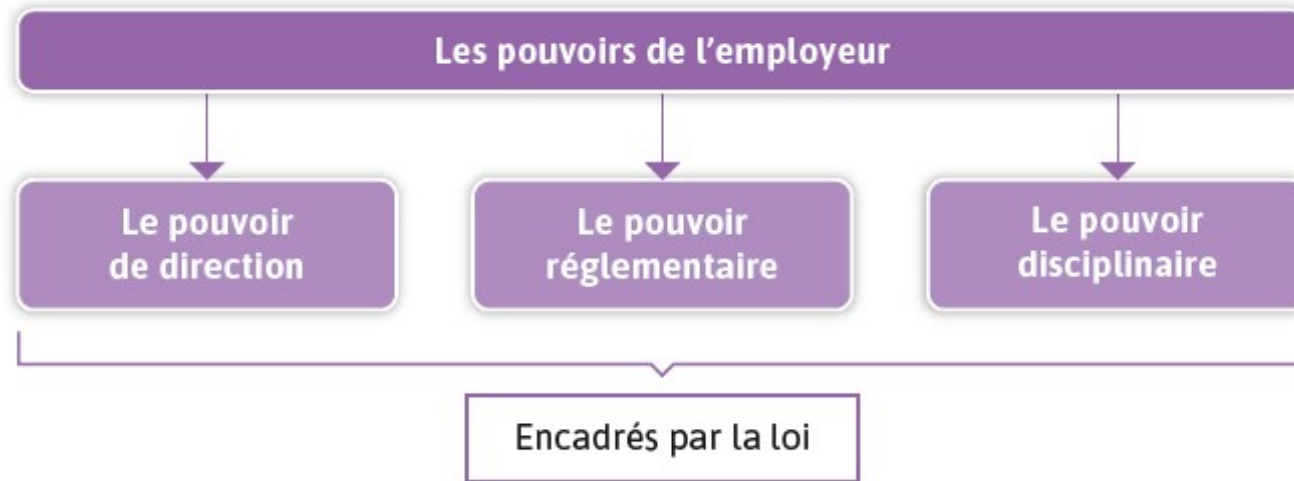 Les pouvoirs de l’employeur
Le pouvoir
de direction
Le pouvoir
réglementaire
Le pouvoir
disciplinaire
Encadrés par la loi